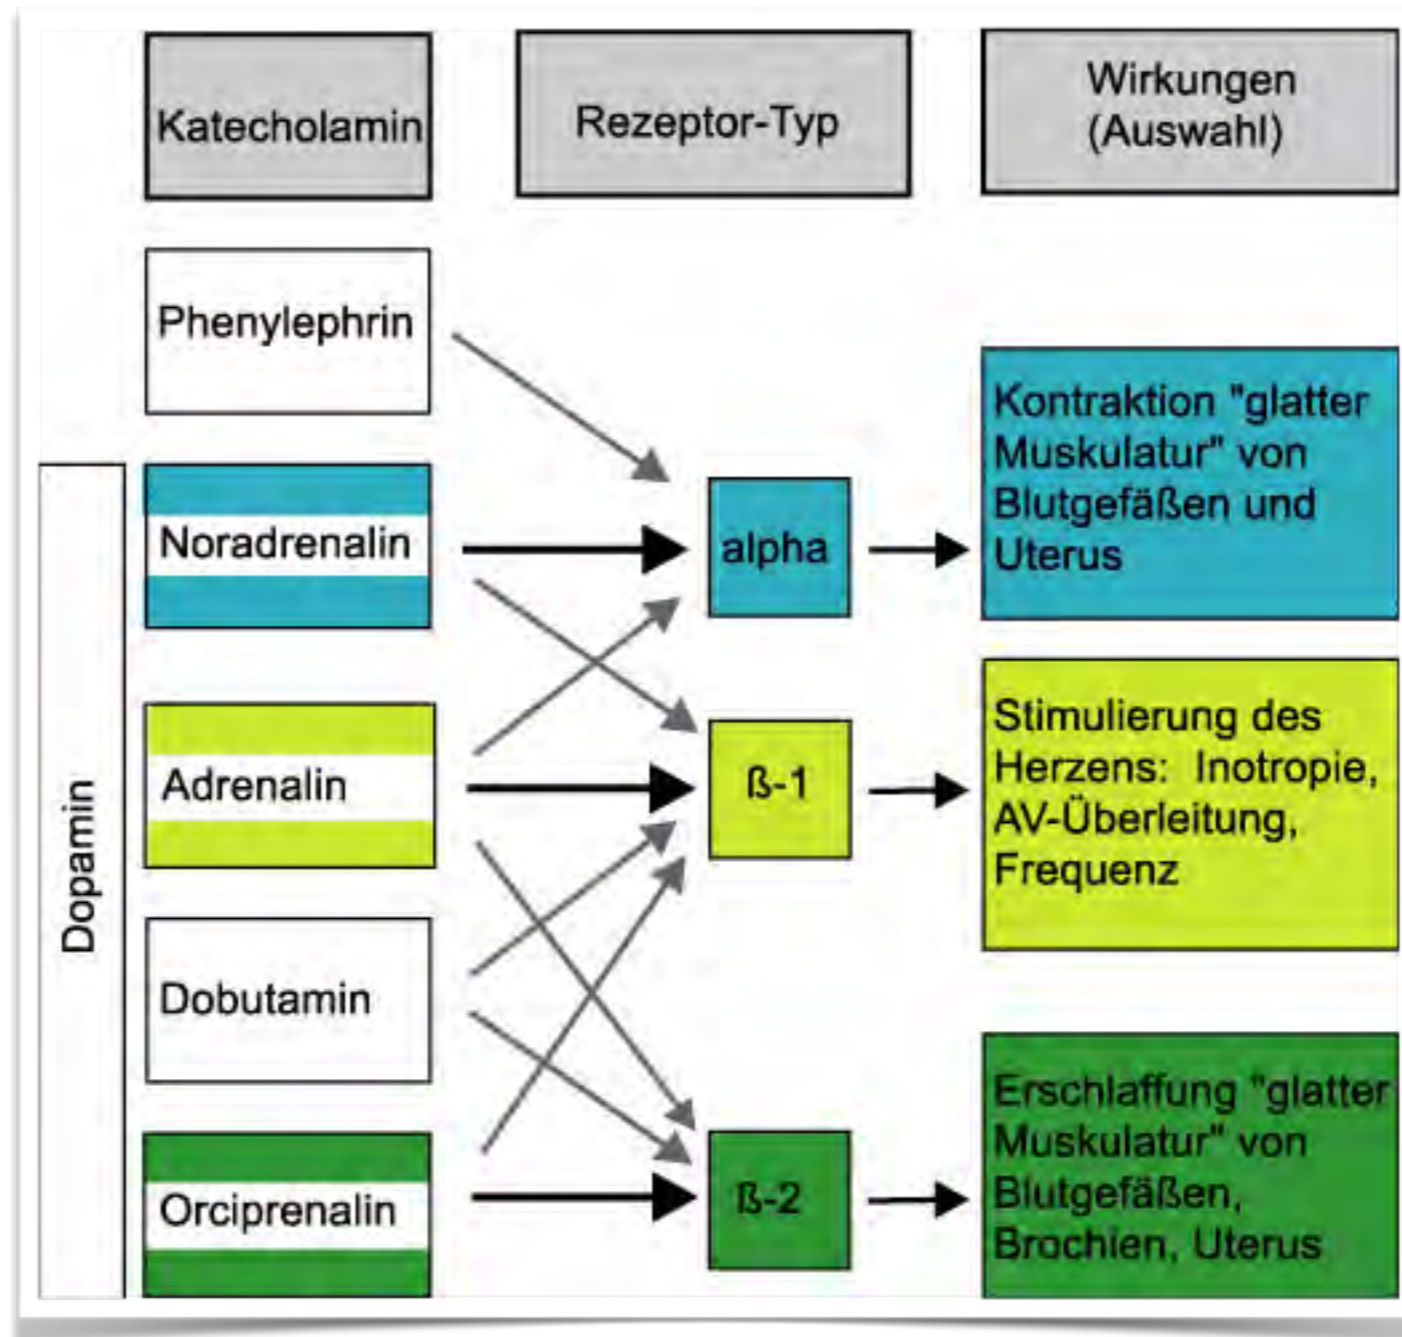 Katecholamin
Rezeptor-Typ
Wirkungen
(Auswahl)
Phenylephrin
Dopamin
Noradrenalin
alpha
Kontraktion "glatter
Muskulatur" von
Blutgefäßen und
Uterus
Adrenalin
ß-1
Stimulierung des
Herzens: Inotropie,
AV-Überleitung,
Frequenz
Dobutamin
Orciprenalin
ß-2
Erschlaffung "glatter
Muskulatur" von
Blutgefäßen,
Brochien, Uterus